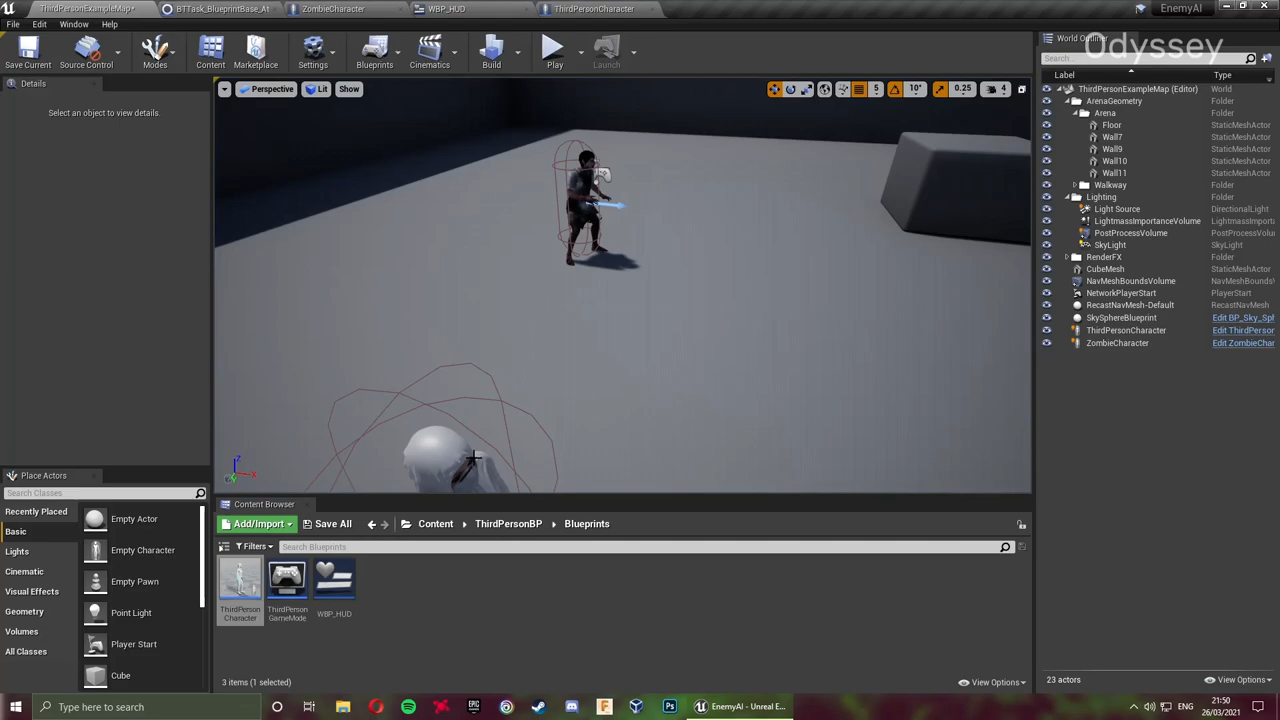 ThirdPersonExampleMap*
BTTask_BlueprintBase_At
ZombieCharacter
WBP_HUD
ThirdPersonCharacter
EnemyAI
File Edit Window Help
Save Current
Source Control
Modes
Content
Marketplace
Settings
Blueprints
Cinematics
Build
Play
Launch
World Outliner
Odyssey
Details
Select an object to view details.
Perspective
Lit
Show
5
10°
0.25
4
Search...
Label
Type
ThirdPersonExampleMap (Editor) World
ArenaGeometry Folder
Arena Folder
Floor StaticMeshActor
Wall7 StaticMeshActor
Wall9 StaticMeshActor
Wall10 StaticMeshActor
Wall11 StaticMeshActor
Walkway Folder
Lighting Folder
Light Source DirectionalLight
LightmassImportanceVolume LightmassImport
PostProcessVolume PostProcessVolu
SkyLight SkyLight
RenderFX Folder
CubeMesh StaticMeshActor
NavMeshBoundsVolume NavMeshBoundsV
NetworkPlayerStart PlayerStart
RecastNavMesh-Default RecastNavMesh
SkySphereBlueprint Edit BP_Sky_Sph
ThirdPersonCharacter Edit ThirdPerson
ZombieCharacter Edit ZombieChar
23 actors
View Options
Place Actors
Search Classes
Recently Placed
Basic
Lights
Cinematic
Visual Effects
Geometry
Volumes
All Classes
Empty Actor
Empty Character
Empty Pawn
Point Light
Player Start
Cube
Content Browser
Add/Import
Save All
Content
ThirdPersonBP
Blueprints
Filters
Search Blueprints
ThirdPerson
Character
ThirdPerson
GameMode
WBP_HUD
3 items (1 selected)
View Options
Type here to search
EnemyAI - Unreal E...
ENG
21:50
26/03/2021